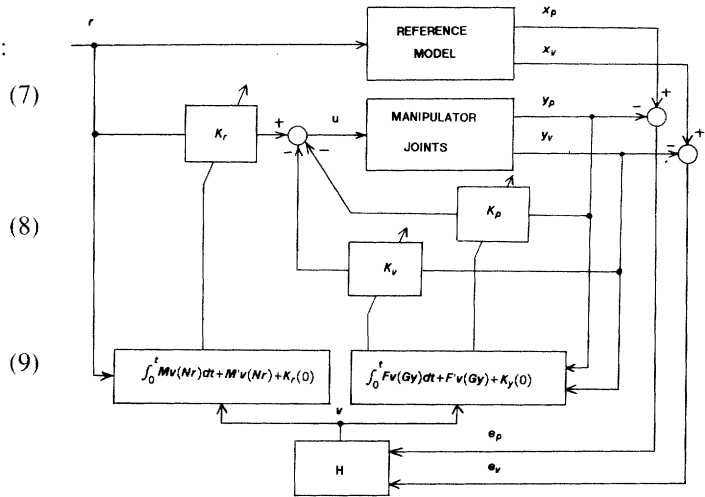 :
(7)
(8)
(9)
r
REFERENCE
MODEL
x_p
x_v
K_r
+
−
−
u
MANIPULATOR
JOINTS
y_p
y_v
−
+
−
+
K_p
K_v
∫_0^t Mv(Nr)dt+M'v(Nr)+K_r(0)
∫_0^t Fv(Gy)dt+F'v(Gy)+K_y(0)
v
H
e_p
e_v